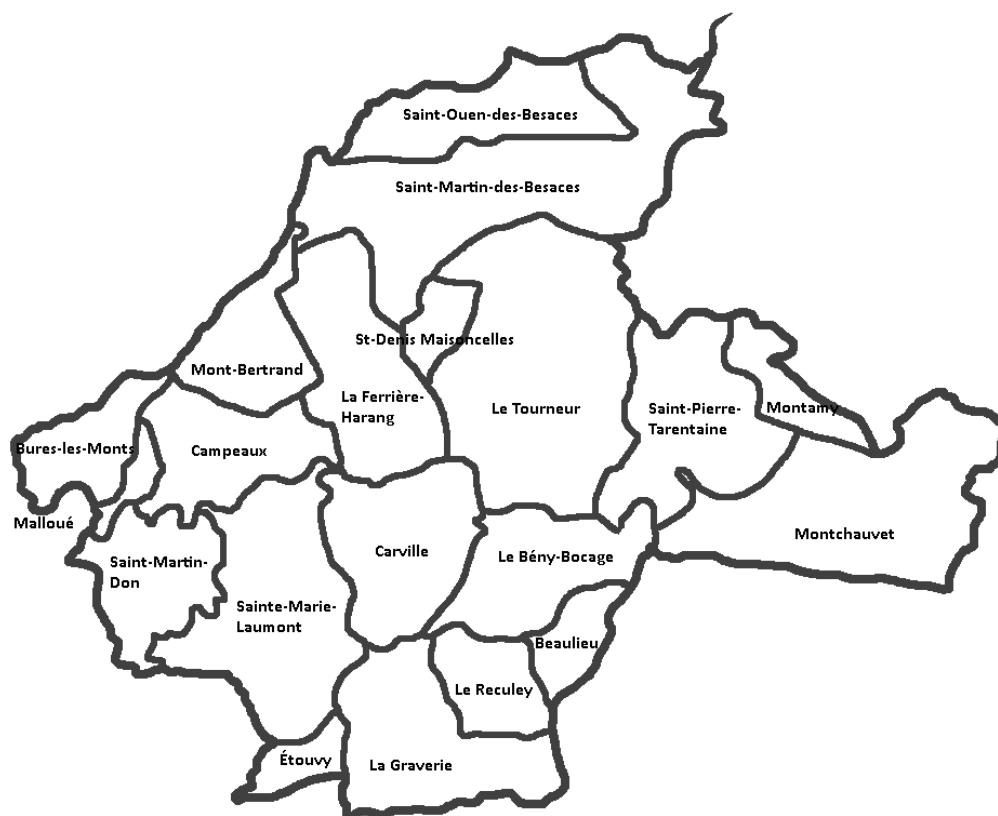 Saint-Ouen-des-Besaces
Saint-Martin-des-Besaces
St-Denis Maisoncelles
Mont-Bertrand
La Ferrière-
Harang
Le Tourneur
Saint-Pierre-
Tarentaine
Montamy
Bures-les-Monts
Campeaux
Malloué
Montchauvet
Carville
Le Bény-Bocage
Saint-Martin-
Don
Sainte-Marie-
Laumont
Beaulieu
Le Reculey
Étouvy
La Graverie